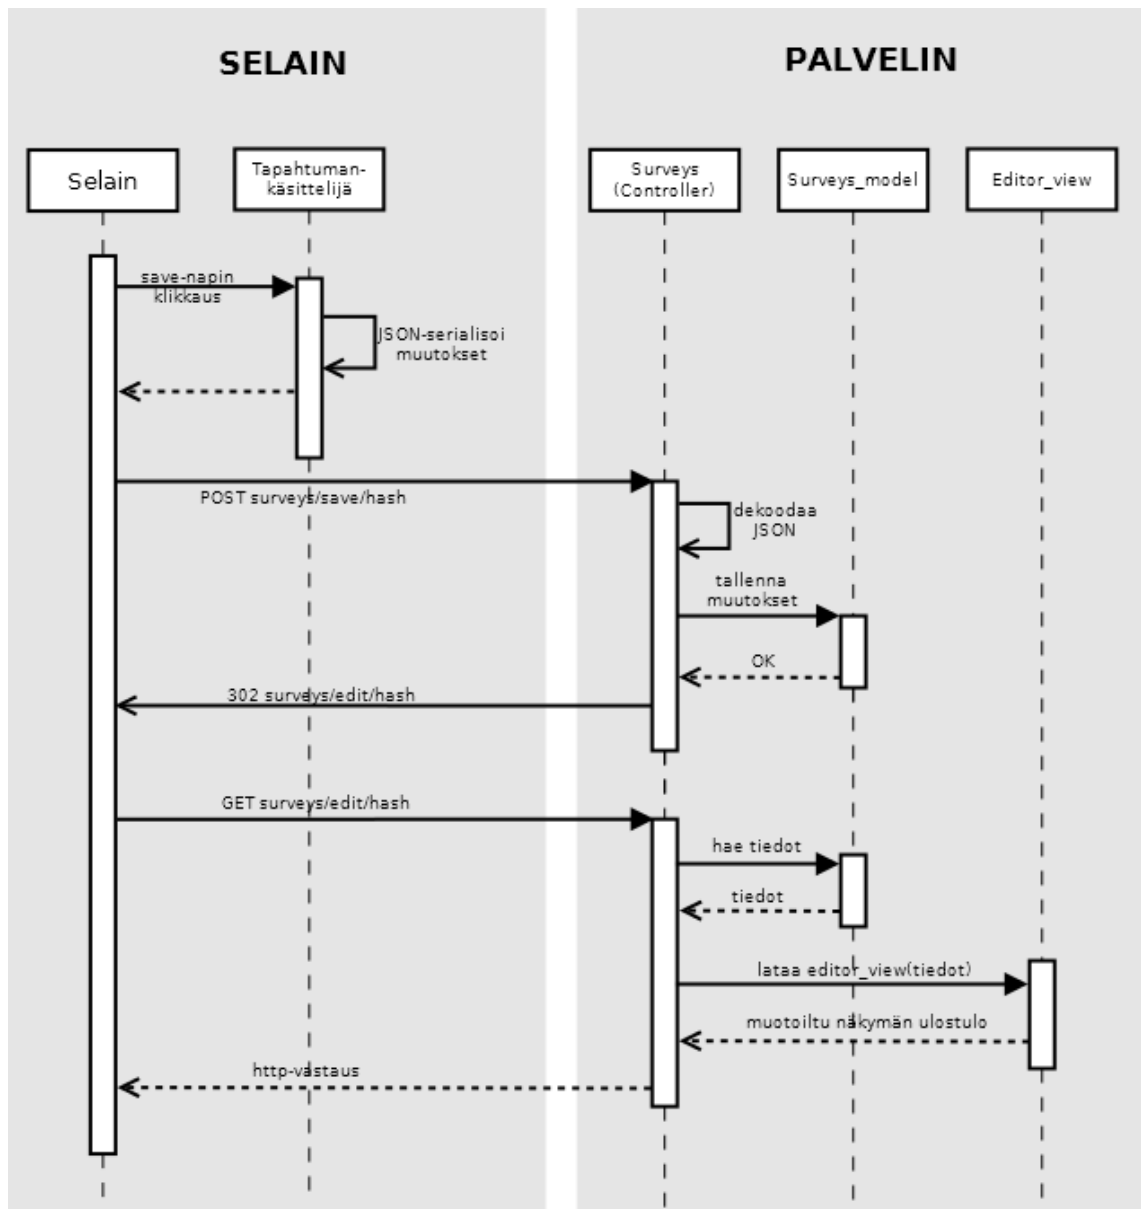 SELAIN
PALVELIN
Selain
Tapahtuman-
käsittelijä
Surveys
(Controller)
Surveys_model
Editor_view
save-napin
klikkaus
JSON-serialisoi
muutokset
POST surveys/save/hash
dekoodaa
JSON
tallenna
muutokset
OK
302 surveys/edit/hash
GET surveys/edit/hash
hae tiedot
tiedot
lataa editor_view(tiedot)
muotoiltu näkymän ulostulo
http-vastaus